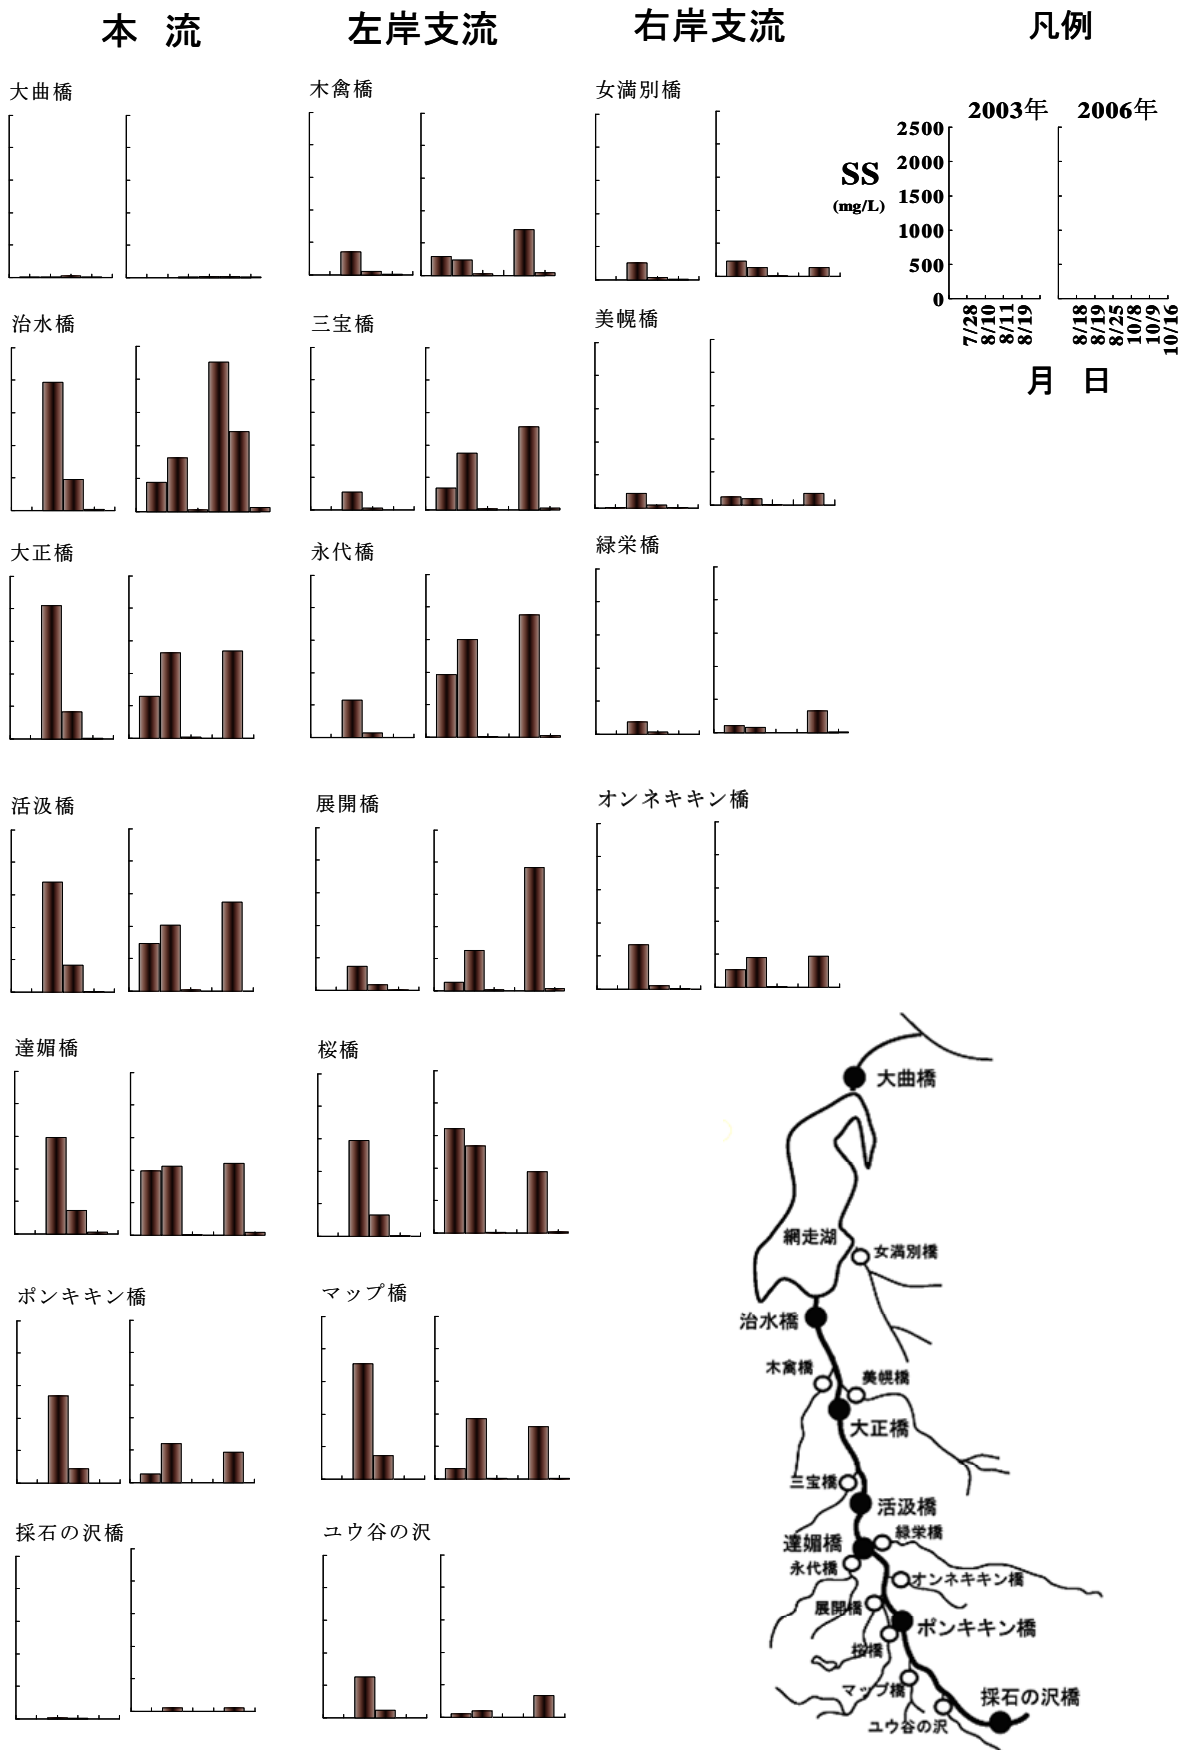 本 流
左岸支流
右岸支流
凡例
大曲橋
治水橋
大正橋
活汲橋
達媚橋
ポンキキン橋
採石の沢橋
木禽橋
三宝橋
永代橋
展開橋
桜橋
マップ橋
ユウ谷の沢
女満別橋
美幌橋
緑栄橋
オンネキキン橋
2003年 2006年
SS
(mg/L)
2500
2000
1500
1000
500
0
7/28
8/10
8/11
8/19
8/18
8/19
8/25
10/8
10/9
10/16
月 日
大曲橋
網走湖
女満別橋
治水橋
木禽橋
美幌橋
大正橋
三宝橋
活汲橋
緑栄橋
達媚橋
永代橋
オンネキキン橋
展開橋
ポンキキン橋
桜橋
マップ橋
採石の沢橋
ユウ谷の沢